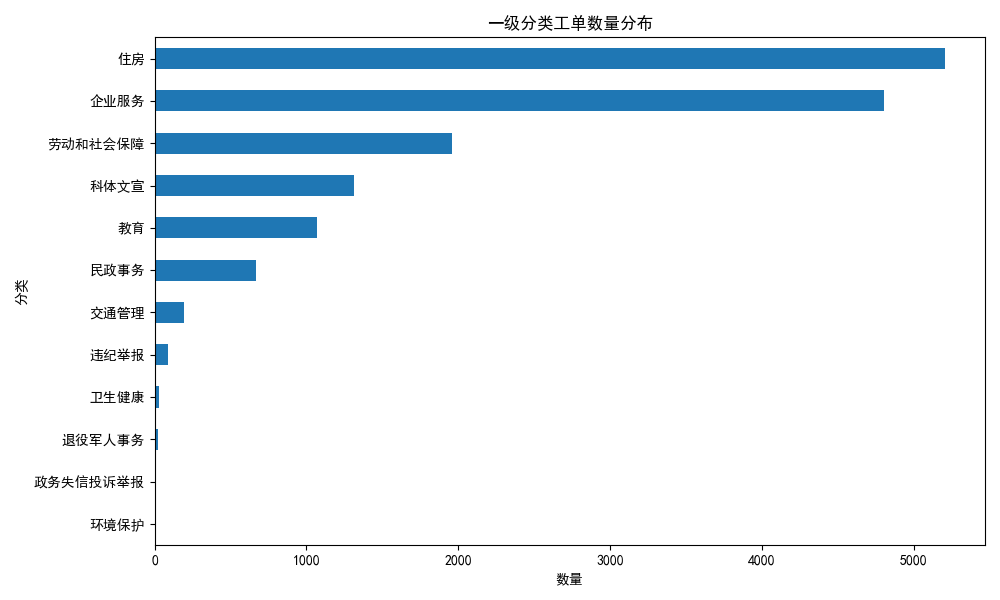 一级分类工单数量分布
分类
住房
企业服务
劳动和社会保障
科体文宣
教育
民政事务
交通管理
违纪举报
卫生健康
退役军人事务
政务失信投诉举报
环境保护
0 1000 2000 3000 4000 5000
数量